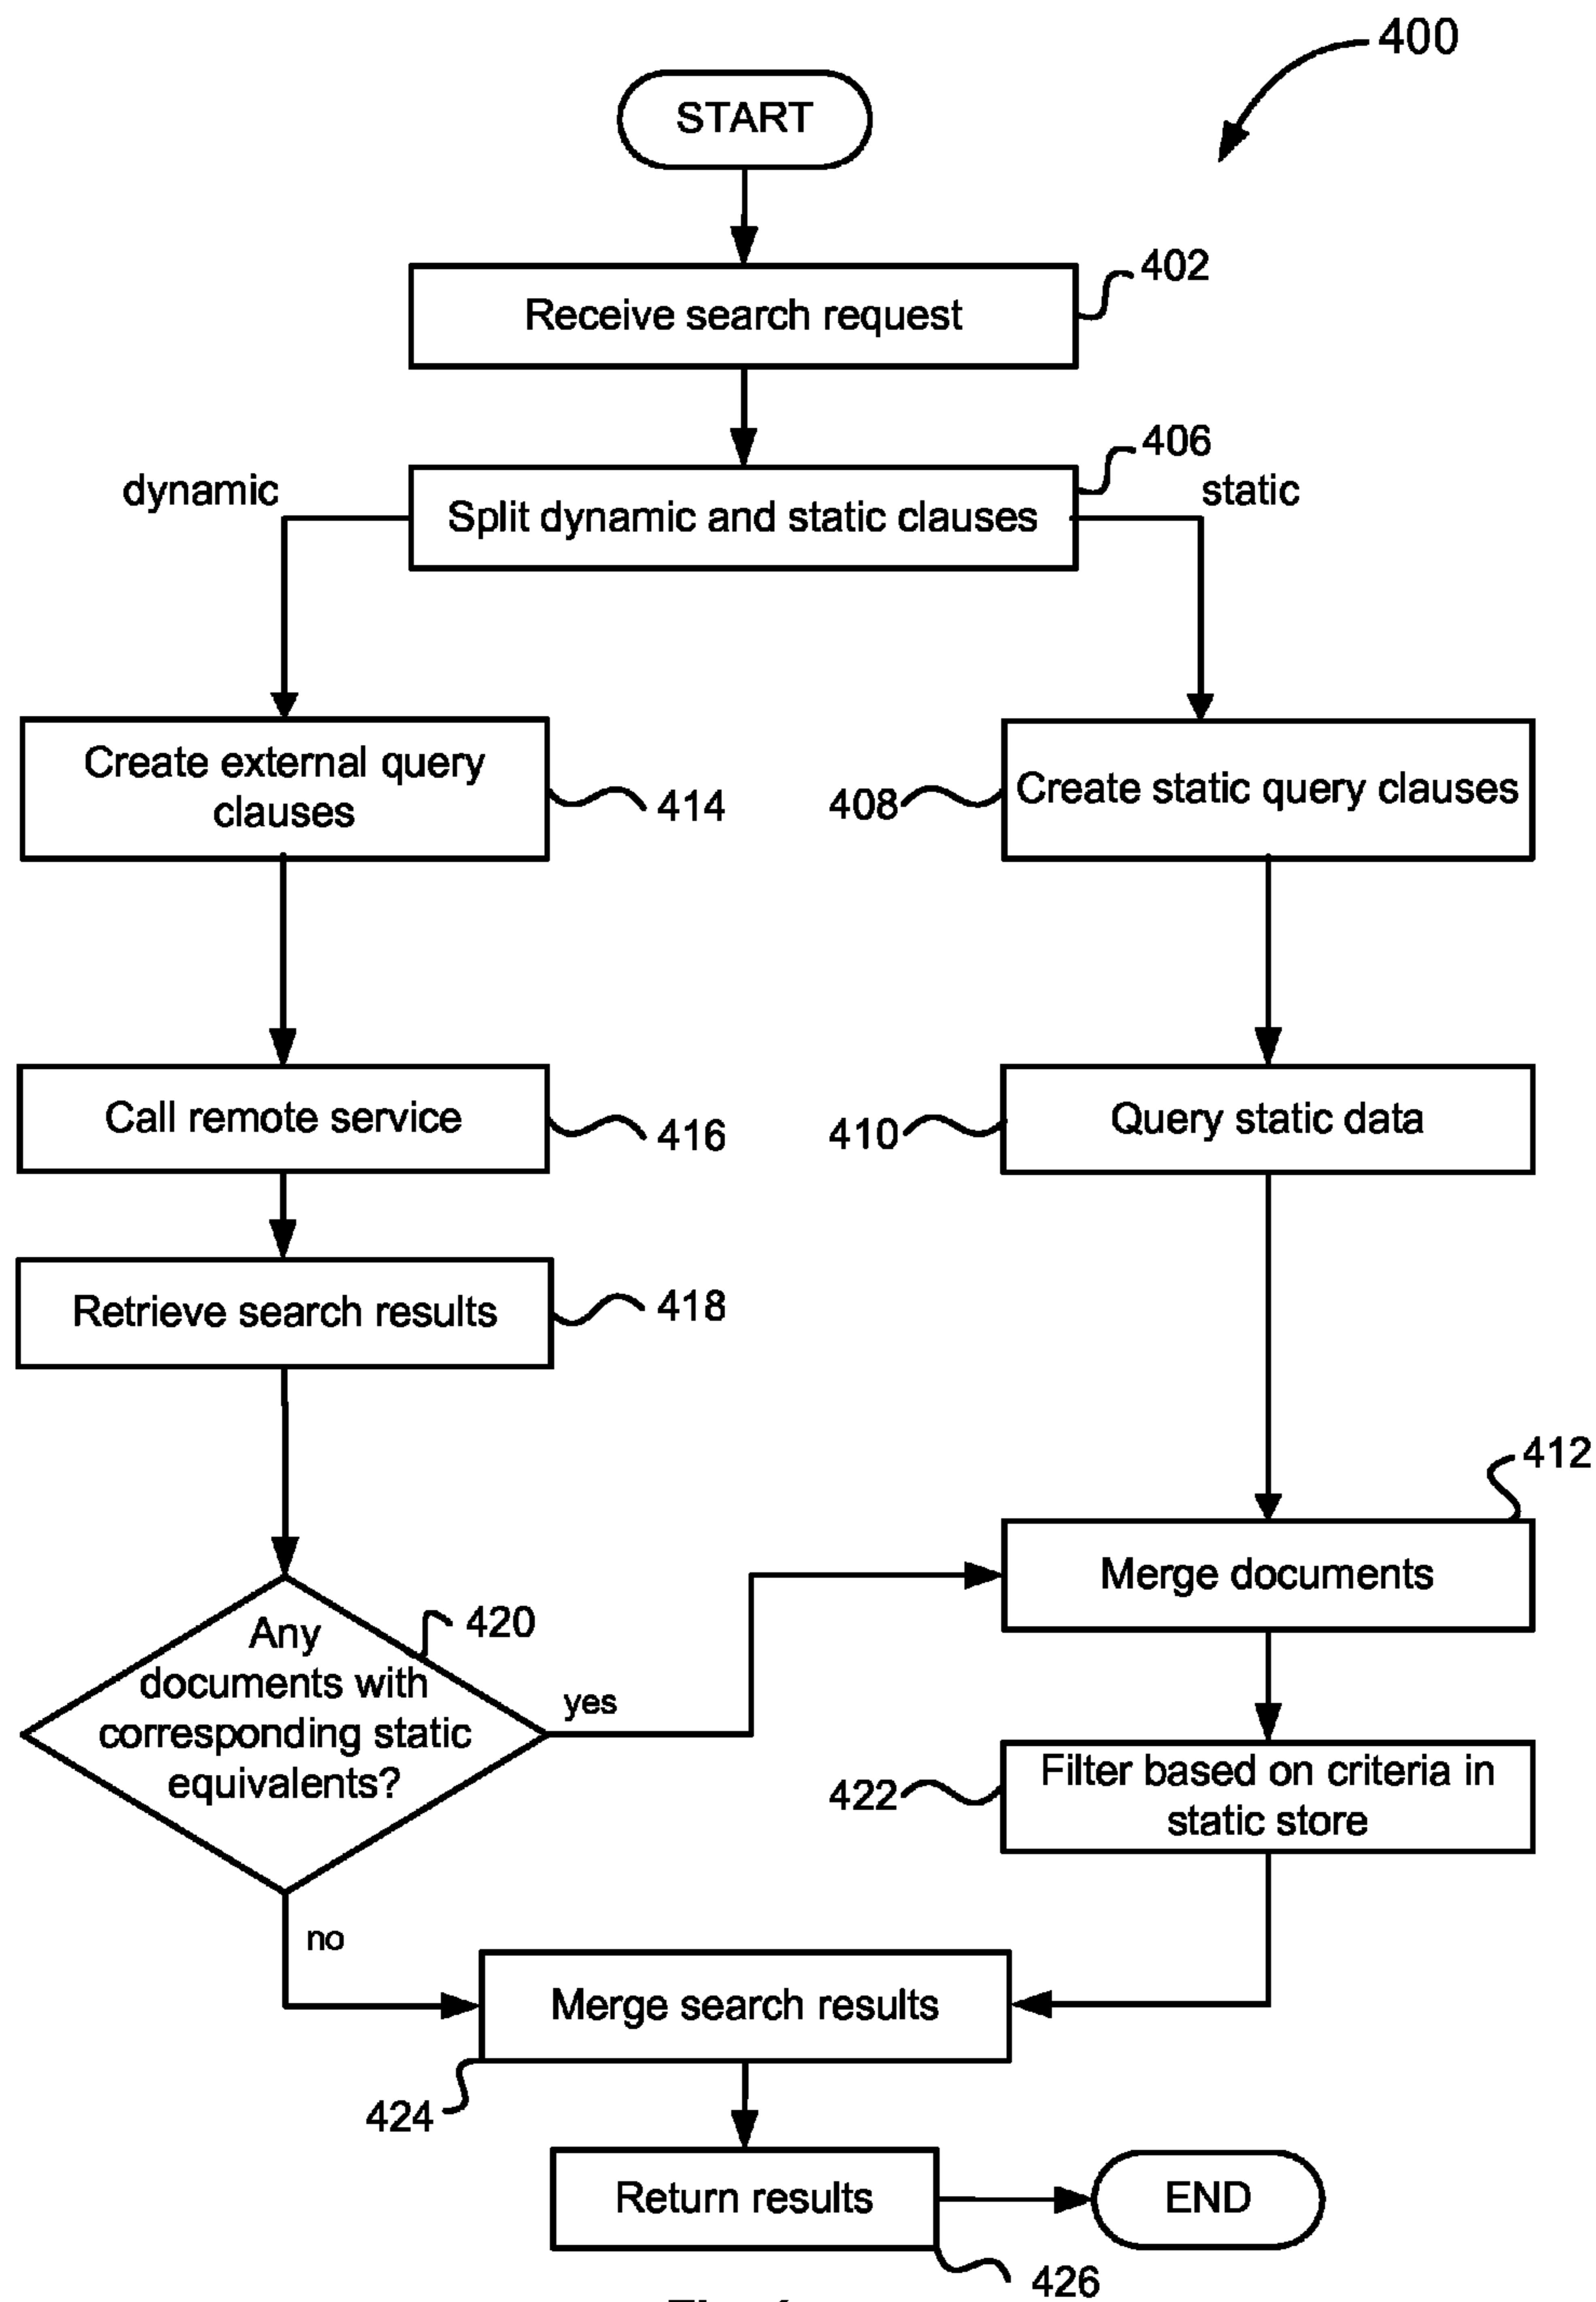 400
START
402
Receive search request
406
dynamic
static
Split dynamic and static clauses
Create external query
clauses
414
408
Create static query clauses
Call remote service
416
410
Query static data
Retrieve search results
418
412
Merge documents
420
Any
documents with
corresponding static
equivalents?
yes
422
Filter based on criteria in
static store
no
Merge search results
424
Return results
END
426